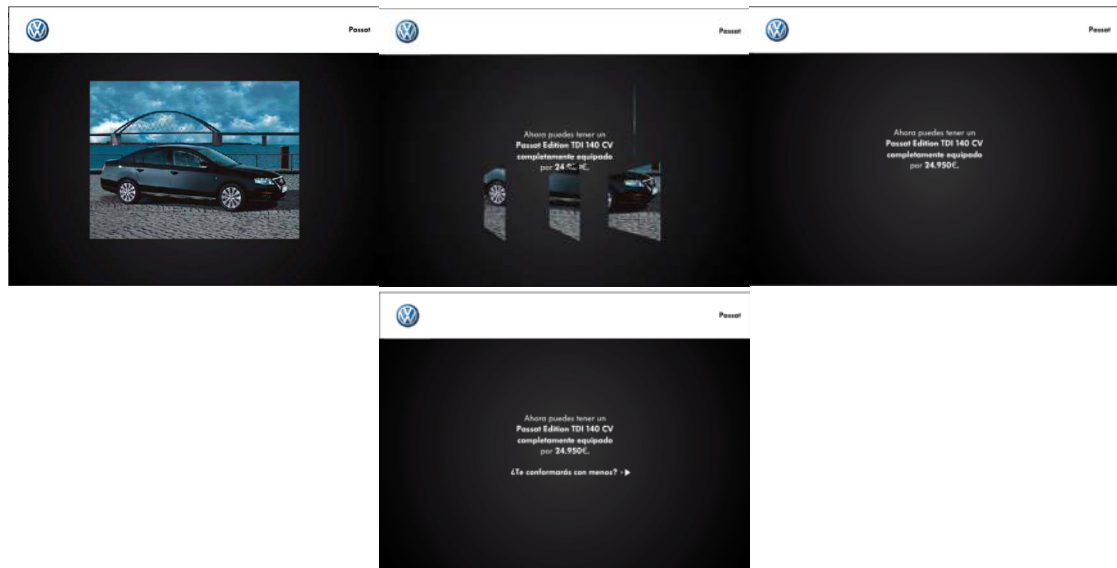 Passat
Passat
Passat
Ahora puedes tener un
Passat Edition TDI 140 CV
completamente equipado
por 24. €.
Ahora puedes tener un
Passat Edition TDI 140 CV
completamente equipado
por 24.950€.
Passat
Ahora puedes tener un
Passat Edition TDI 140 CV
completamente equipado
por 24.950€.
¿Te conformarás con menos?